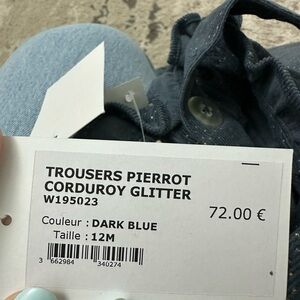 TROUSERS PIERROT
CORDUROY GLITTER
W195023
72.00 €
Couleur : DARK BLUE
Taille : 12M
3 662984 340274